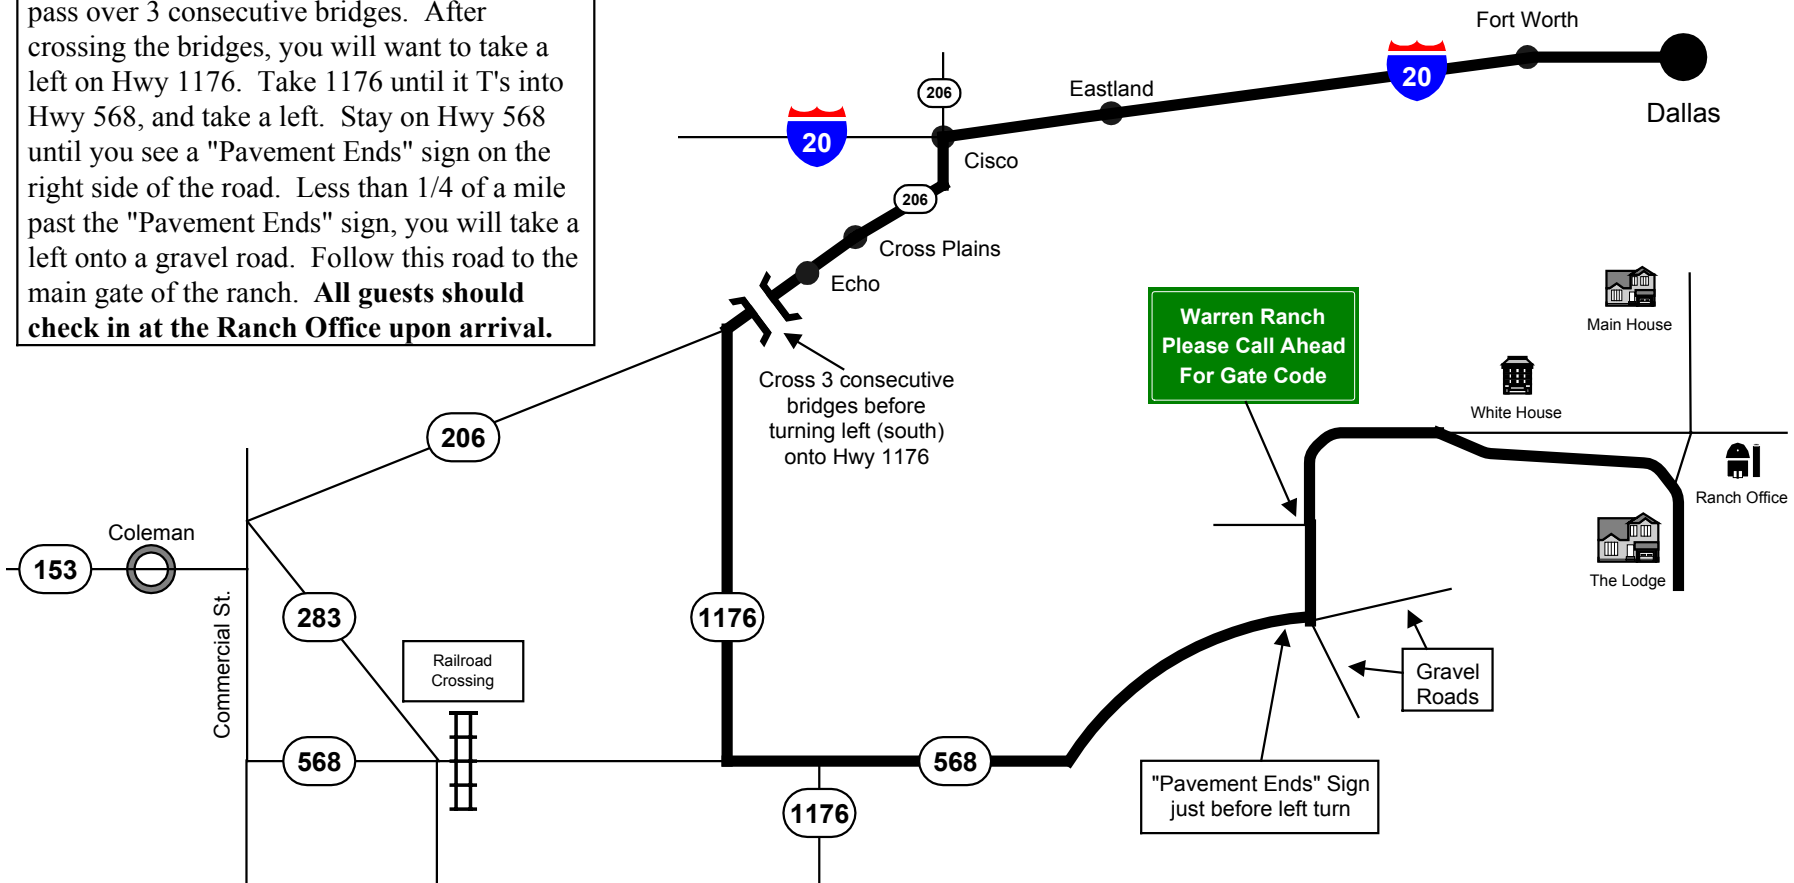 pass over 3 consecutive bridges. After
crossing the bridges, you will want to take a
left on Hwy 1176. Take 1176 until it T's into
Hwy 568, and take a left. Stay on Hwy 568
until you see a "Pavement Ends" sign on the
right side of the road. Less than 1/4 of a mile
past the "Pavement Ends" sign, you will take a
left onto a gravel road. Follow this road to the
main gate of the ranch. All guests should
check in at the Ranch Office upon arrival.
Fort Worth
20
Dallas
Eastland
206
20
Cisco
206
Cross Plains
Echo
Cross 3 consecutive
bridges before
turning left (south)
onto Hwy 1176
Warren Ranch
Please Call Ahead
For Gate Code
Main House
White House
Ranch Office
The Lodge
206
Coleman
153
Commercial St.
283
1176
Railroad
Crossing
Gravel
Roads
568
568
"Pavement Ends" Sign
just before left turn
1176